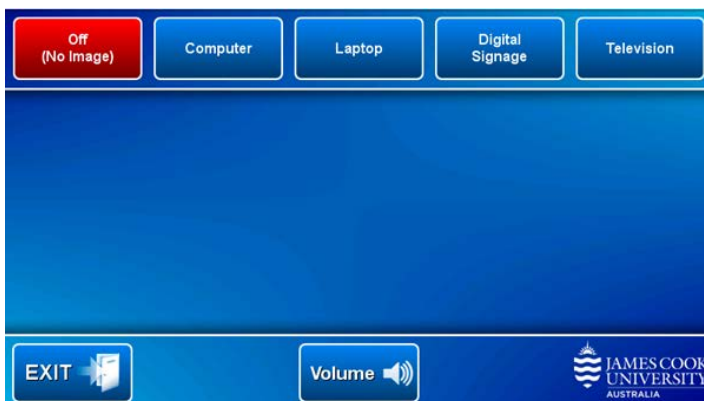 Off
(No Image)
Computer
Laptop
Digital
Signage
Television
EXIT
Volume
JAMES COOK
UNIVERSITY
AUSTRALIA